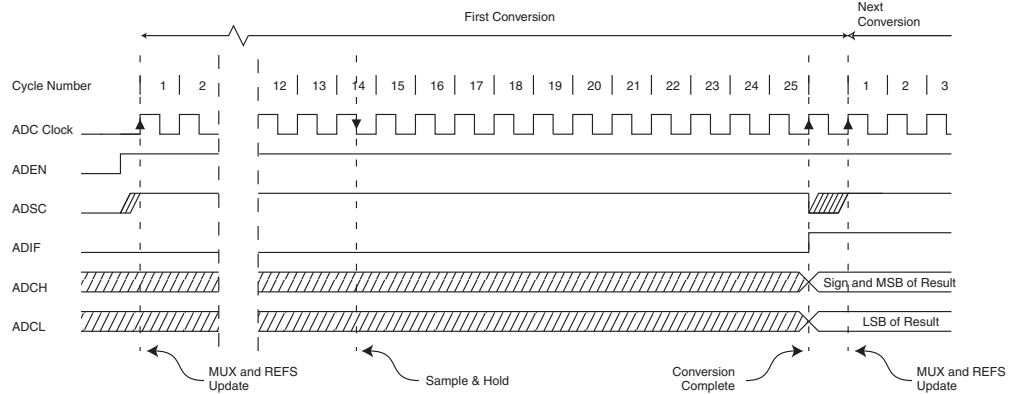 First Conversion
Next
Conversion
Cycle Number 1 2 12 13 14 15 16 17 18 19 20 21 22 23 24 25 1 2 3
ADC Clock
ADEN
ADSC
ADIF
ADCH Sign and MSB of Result
ADCL LSB of Result
MUX and REFS
Update
Sample & Hold
Conversion
Complete
MUX and REFS
Update